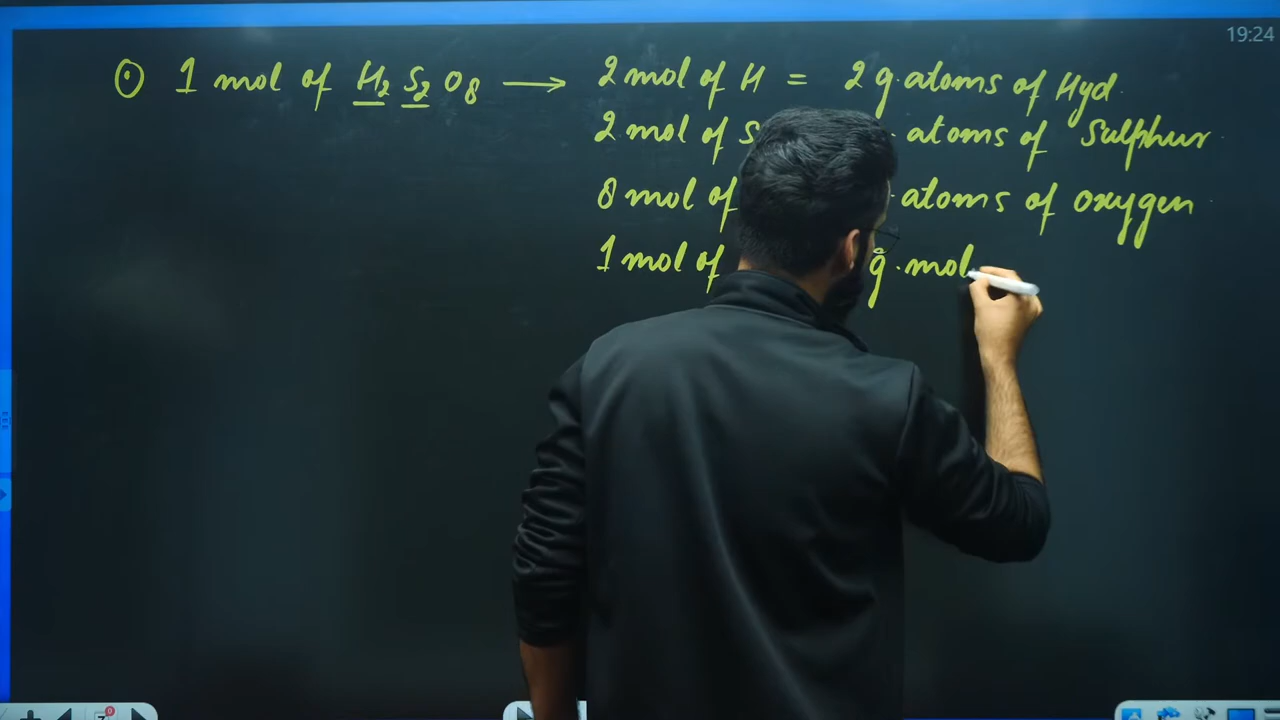 19:24
① 1 mol of H₂ S₂ O₈ → 2 mol of H = 2 g.atoms of Hyd.
2 mol of S atoms of Sulphur
8 mol of atoms of oxygen
1 mol of g.mol